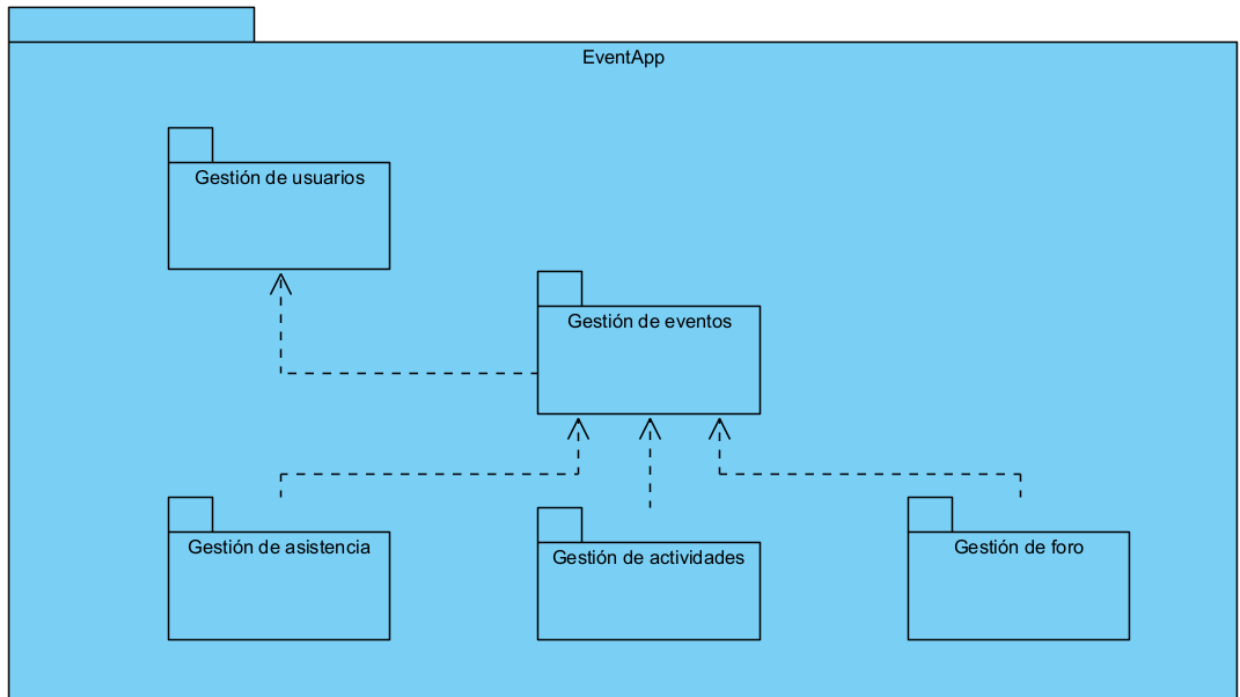 EventApp
Gestión de usuarios
Gestión de eventos
Gestión de asistencia
Gestión de actividades
Gestión de foro